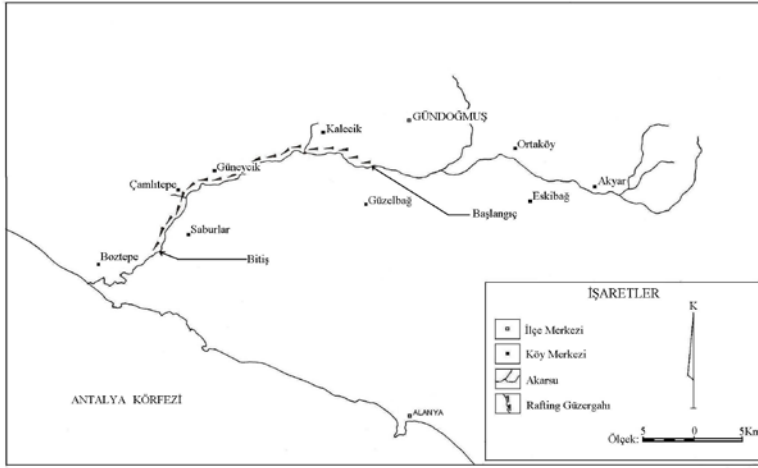 GÜNDOĞMUŞ
Kalecik
Ortaköy
Güneycik
Çamlıtepe
Akyar
Eskibağ
Güzelbağ
Başlangıç
Saburlar
Boztepe
Bitiş
ANTALYA KÖRFEZİ
ALANYA
İŞARETLER
K
İlçe Merkezi
Köy Merkezi
Akarsu
Rafting Güzergahı
Ölçek:
5 0 5Km